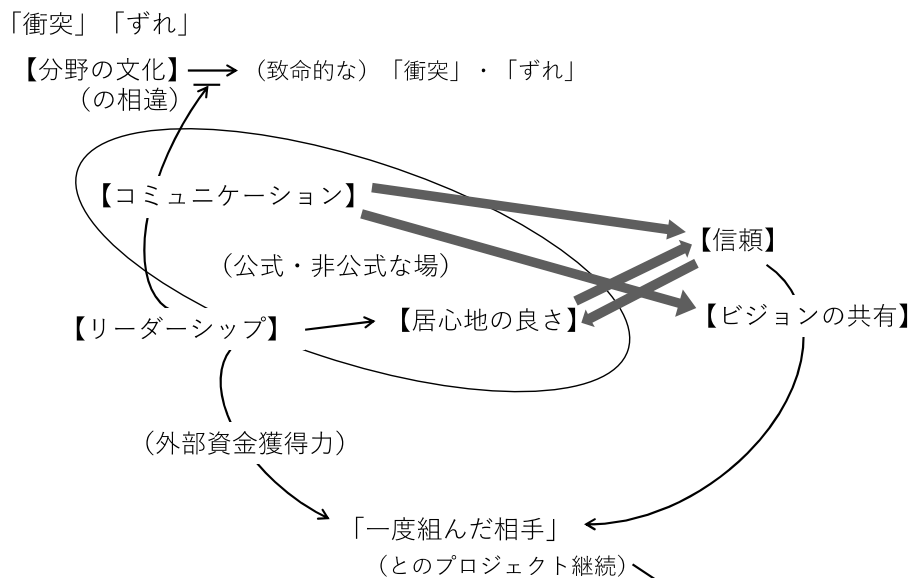 「衝突」「ずれ」
【分野の文化】
(致命的な)「衝突」・「ずれ」
(の相違)
【コミュニケーション】
【信頼】
(公式・非公式な場)
【リーダーシップ】
【居心地の良さ】
【ビジョンの共有】
(外部資金獲得力)
「一度組んだ相手」
(とのプロジェクト継続)